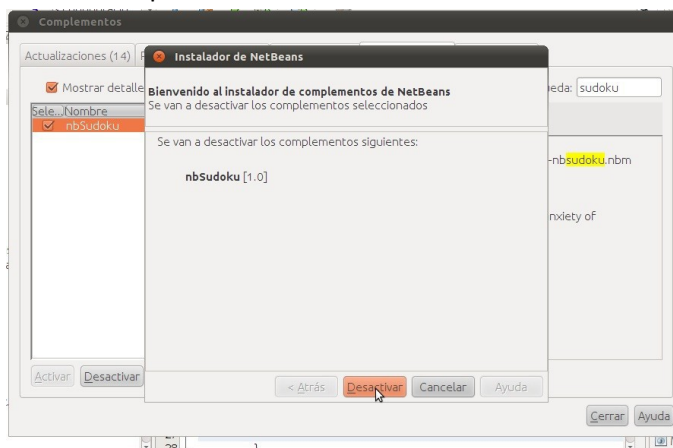 Complementos
Actualizaciones (14)
Instalador de NetBeans
Mostrar detalle
Bienvenido al instalador de complementos de NetBeans
Se van a desactivar los complementos seleccionados
eda: sudoku
Sele...Nombre
nbSudoku
Se van a desactivar los complementos siguientes:
-nbsudoku.nbm
nbSudoku [1.0]
nxiety of
Activar Desactivar
< Atrás Desactivar Cancelar Ayuda
Cerrar Ayuda
28 }